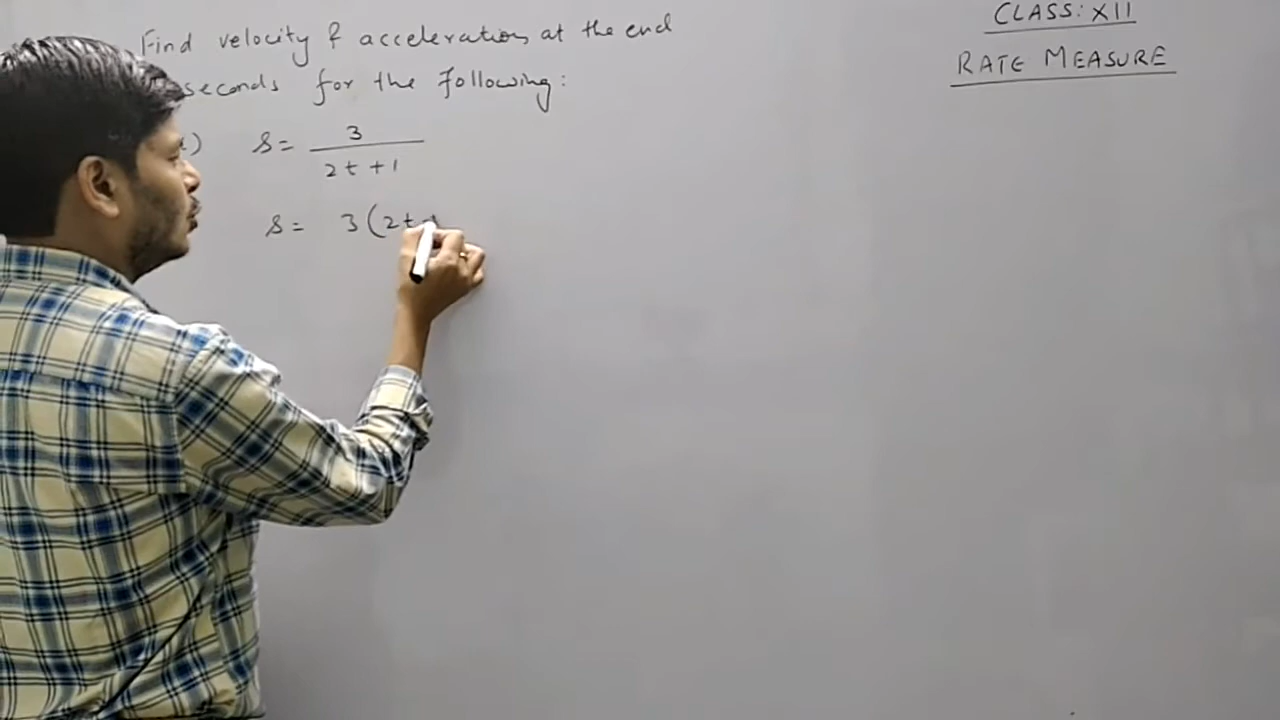 Find velocity & acceleration at the end
seconds for the following:
S = 3 / 2t + 1
S = 3 (2t +
CLASS: XII
RATE MEASURE